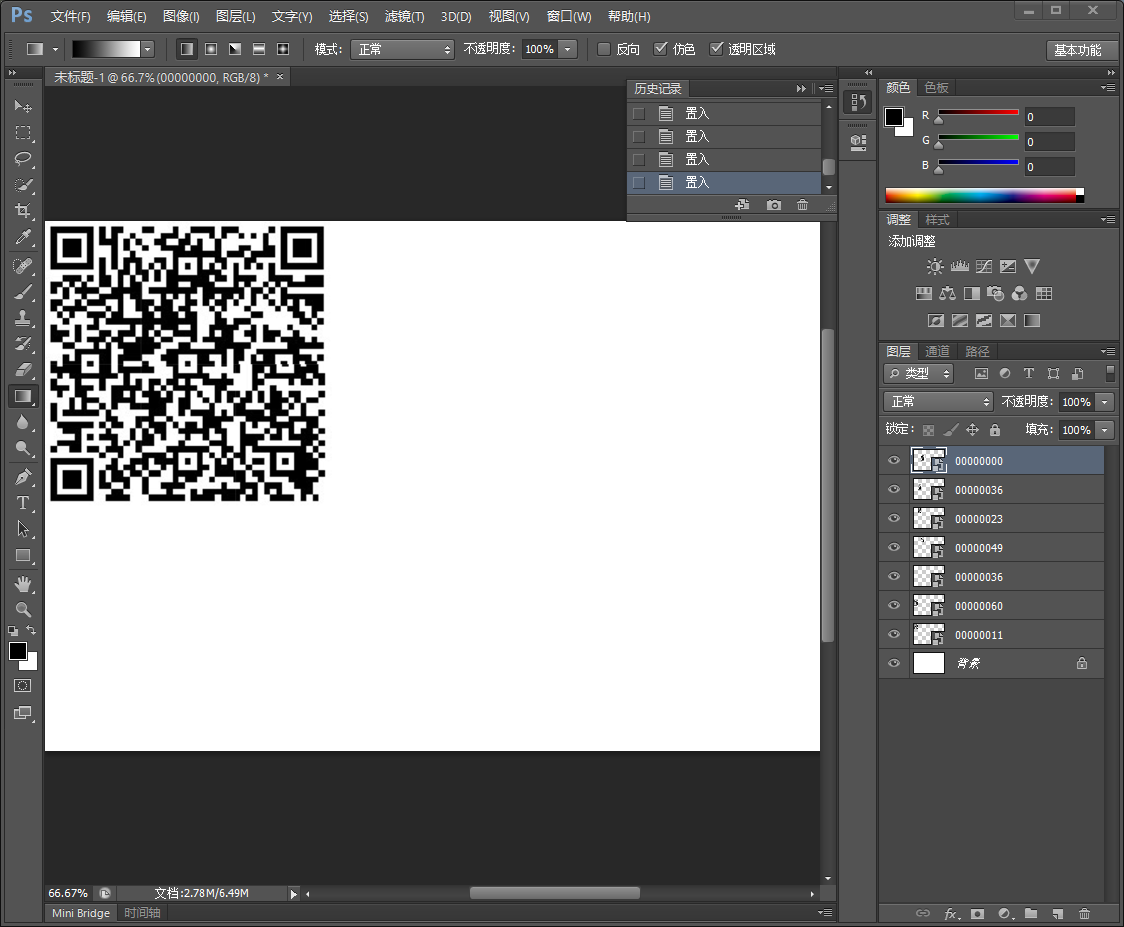 Ps 文件(F) 编辑(E) 图像(I) 图层(L) 文字(Y) 选择(S) 滤镜(T) 3D(D) 视图(V) 窗口(W) 帮助(H)
模式: 正常 不透明度: 100% 反向 仿色 透明区域 基本功能
未标题-1 @ 66.7% (00000000, RGB/8) * ×
历史记录
置入
置入
置入
置入
颜色 色板
R 0
G 0
B 0
调整 样式
添加调整
图层 通道 路径
类型
正常 不透明度: 100%
锁定: 填充: 100%
00000000
00000036
00000023
00000049
00000036
00000060
00000011
背景
66.67% 文档:2.78M/6.49M
Mini Bridge 时间轴